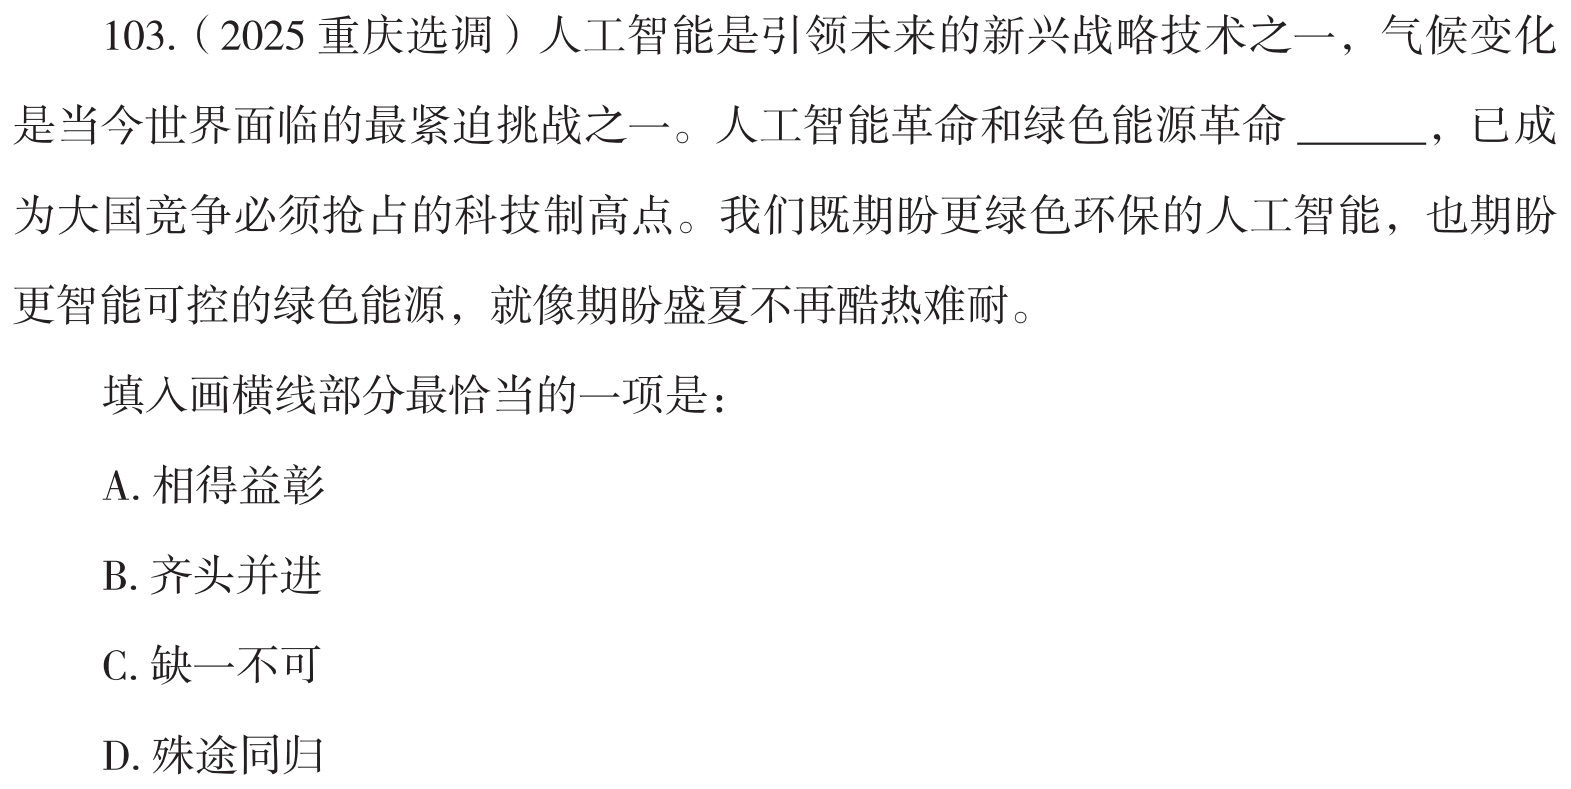 103.（2025 重庆选调）人工智能是引领未来的新兴战略技术之一，气候变化
是当今世界面临的最紧迫挑战之一。人工智能革命和绿色能源革命 ______，已成
为大国竞争必须抢占的科技制高点。我们既期盼更绿色环保的人工智能，也期盼
更智能可控的绿色能源，就像期盼盛夏不再酷热难耐。
填入画横线部分最恰当的一项是：
A. 相得益彰
B. 齐头并进
C. 缺一不可
D. 殊途同归